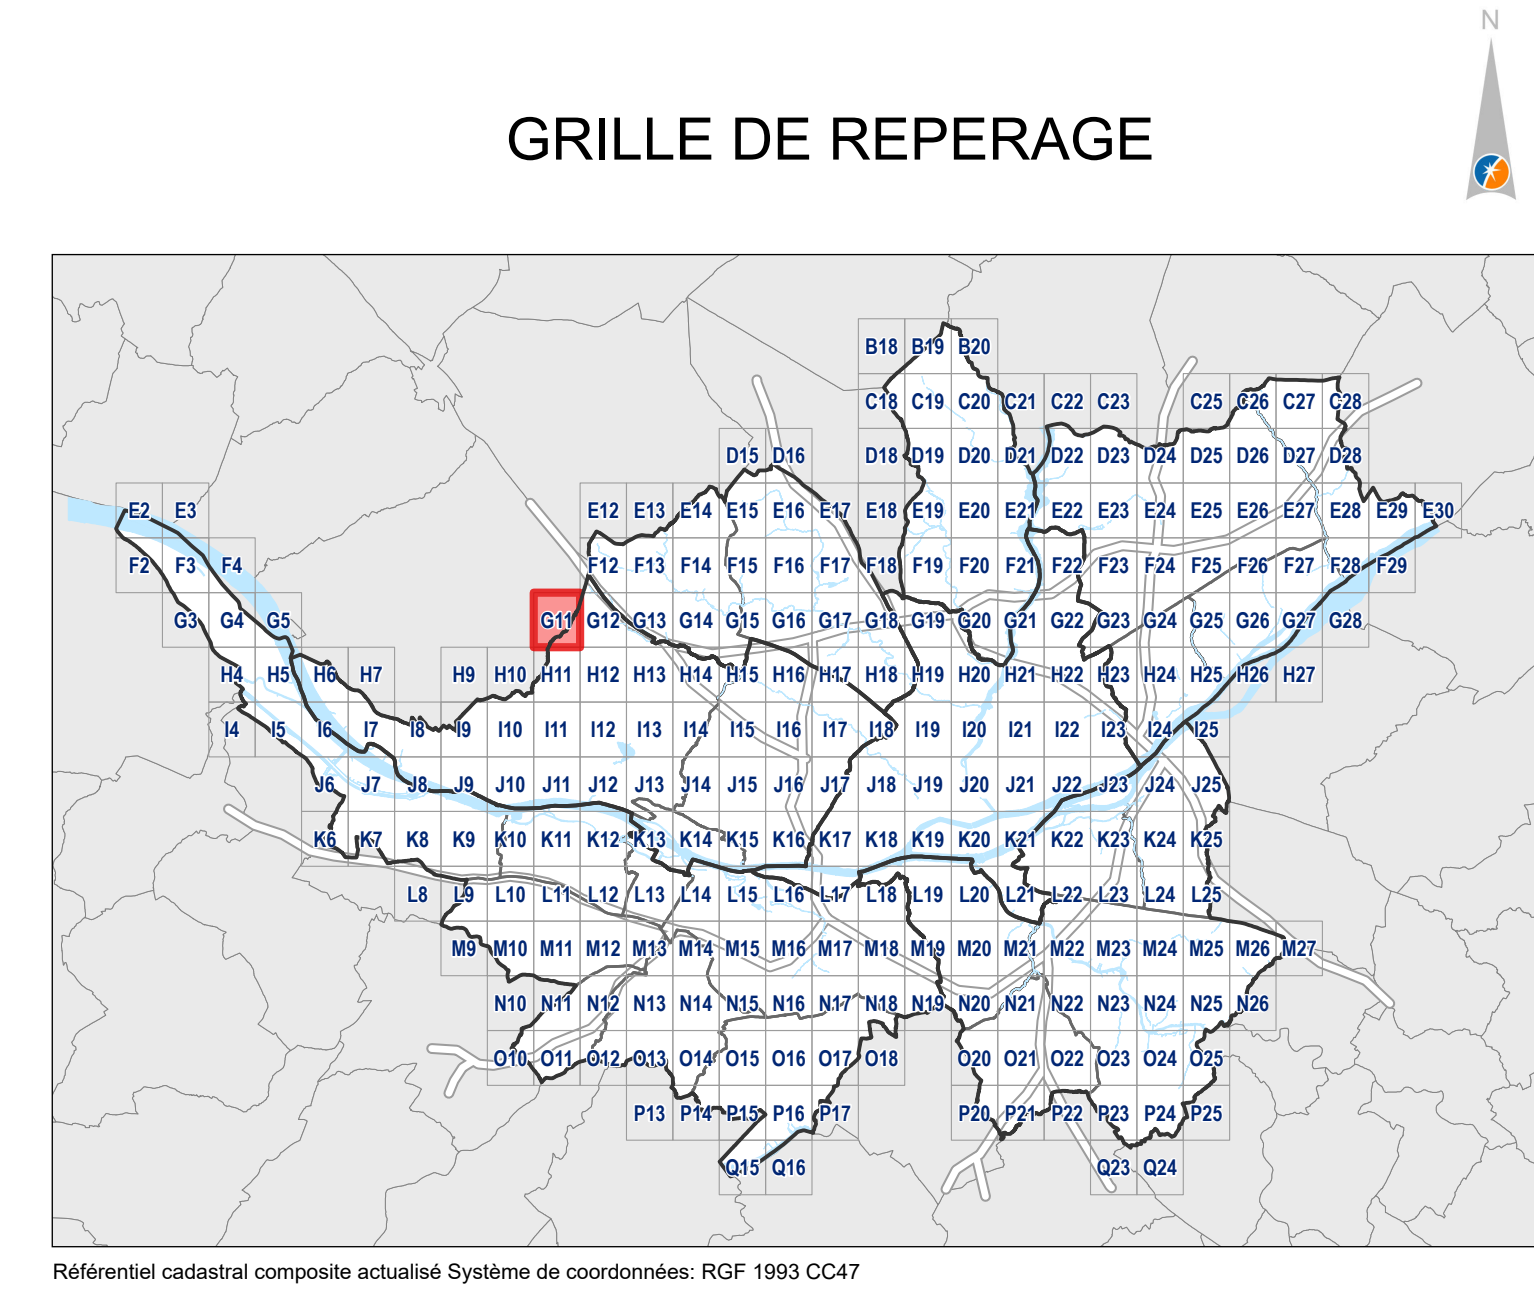 N
GRILLE DE REPERAGE
B18 B19 B20
C18 C19 C20 C21 C22 C23 C25 C26 C27 C28
D15 D16 D18 D19 D20 D21 D22 D23 D24 D25 D26 D27 D28
E2 E3 E12 E13 E14 E15 E16 E17 E18 E19 E20 E21 E22 E23 E24 E25 E26 E27 E28 E29 E30
F2 F3 F4 F12 F13 F14 F15 F16 F17 F18 F19 F20 F21 F22 F23 F24 F25 F26 F27 F28 F29
G3 G4 G5 G11 G12 G13 G14 G15 G16 G17 G18 G19 G20 G21 G22 G23 G24 G25 G26 G27 G28
H4 H5 H6 H7 H9 H10 H11 H12 H13 H14 H15 H16 H17 H18 H19 H20 H21 H22 H23 H24 H25 H26 H27
I4 I5 I6 I7 I8 I9 I10 I11 I12 I13 I14 I15 I16 I17 I18 I19 I20 I21 I22 I23 I24 I25
J6 J7 J8 J9 J10 J11 J12 J13 J14 J15 J16 J17 J18 J19 J20 J21 J22 J23 J24 J25
K6 K7 K8 K9 K10 K11 K12 K13 K14 K15 K16 K17 K18 K19 K20 K21 K22 K23 K24 K25
L8 L9 L10 L11 L12 L13 L14 L15 L16 L17 L18 L19 L20 L21 L22 L23 L24 L25
M9 M10 M11 M12 M13 M14 M15 M16 M17 M18 M19 M20 M21 M22 M23 M24 M25 M26 M27
N10 N11 N12 N13 N14 N15 N16 N17 N18 N19 N20 N21 N22 N23 N24 N25 N26
O10 O11 O12 O13 O14 O15 O16 O17 O18 O20 O21 O22 O23 O24 O25
P13 P14 P15 P16 P17 P20 P21 P22 P23 P24 P25
Q15 Q16 Q23 Q24
Référentiel cadastral composite actualisé Système de coordonnées: RGF 1993 CC47